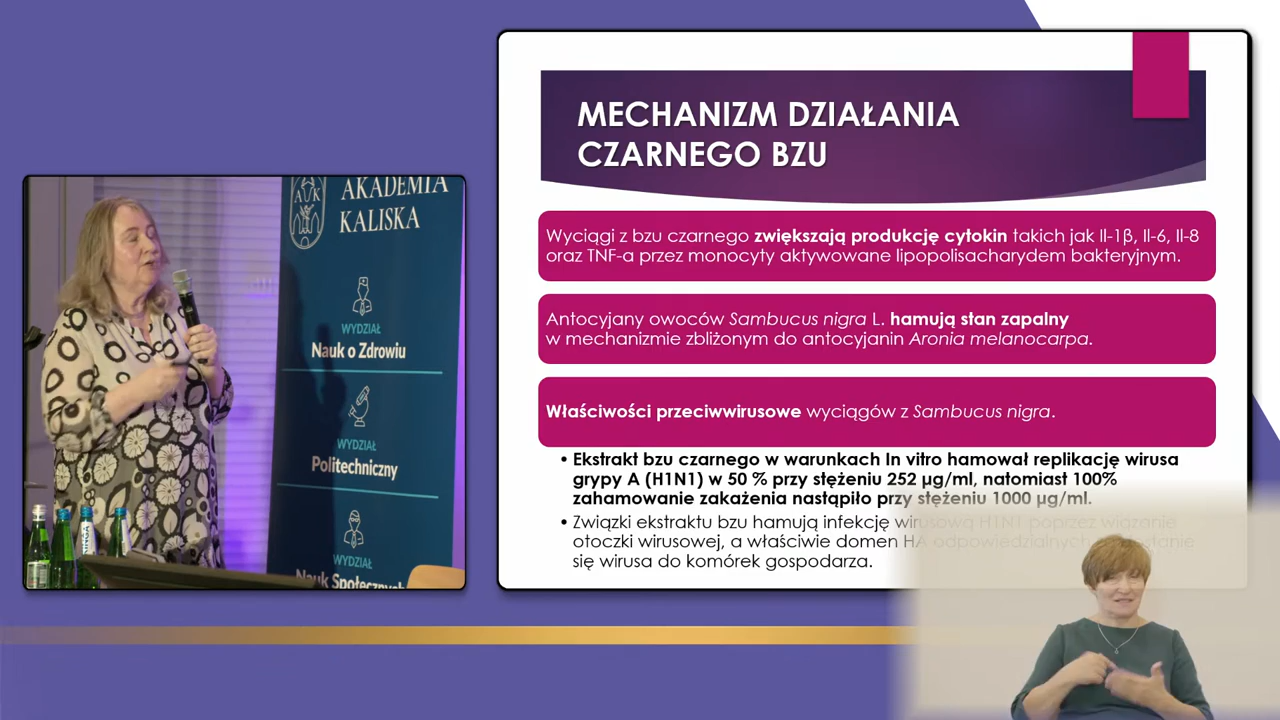 MECHANIZM DZIAŁANIA
CZARNEGO BZU
Wyciągi z bzu czarnego zwiększają produkcję cytokin takich jak Il-1β, Il-6, Il-8
oraz TNF-a przez monocyty aktywowane lipopolisacharydem bakteryjnym.
Antocyjany owoców Sambucus nigra L. hamują stan zapalny
w mechanizmie zbliżonym do antocyjanin Aronia melanocarpa.
Właściwości przeciwwirusowe wyciągów z Sambucus nigra.
• Ekstrakt bzu czarnego w warunkach In vitro hamował replikację wirusa
grypy A (H1N1) w 50 % przy stężeniu 252 µg/ml, natomiast 100%
zahamowanie zakażenia nastąpiło przy stężeniu 1000 µg/ml.
• Związki ekstraktu bzu hamują infekcję wirusową H1N1 poprzez wiązanie
otoczki wirusowej, a właściwie domen HA odpowiedzialnych
się wirusa do komórek gospodarza.
AK
AKADEMIA
KALISKA
WYDZIAŁ
Nauk o Zdrowiu
WYDZIAŁ
Politechniczny
WYDZIAŁ
Nauk Społecznych